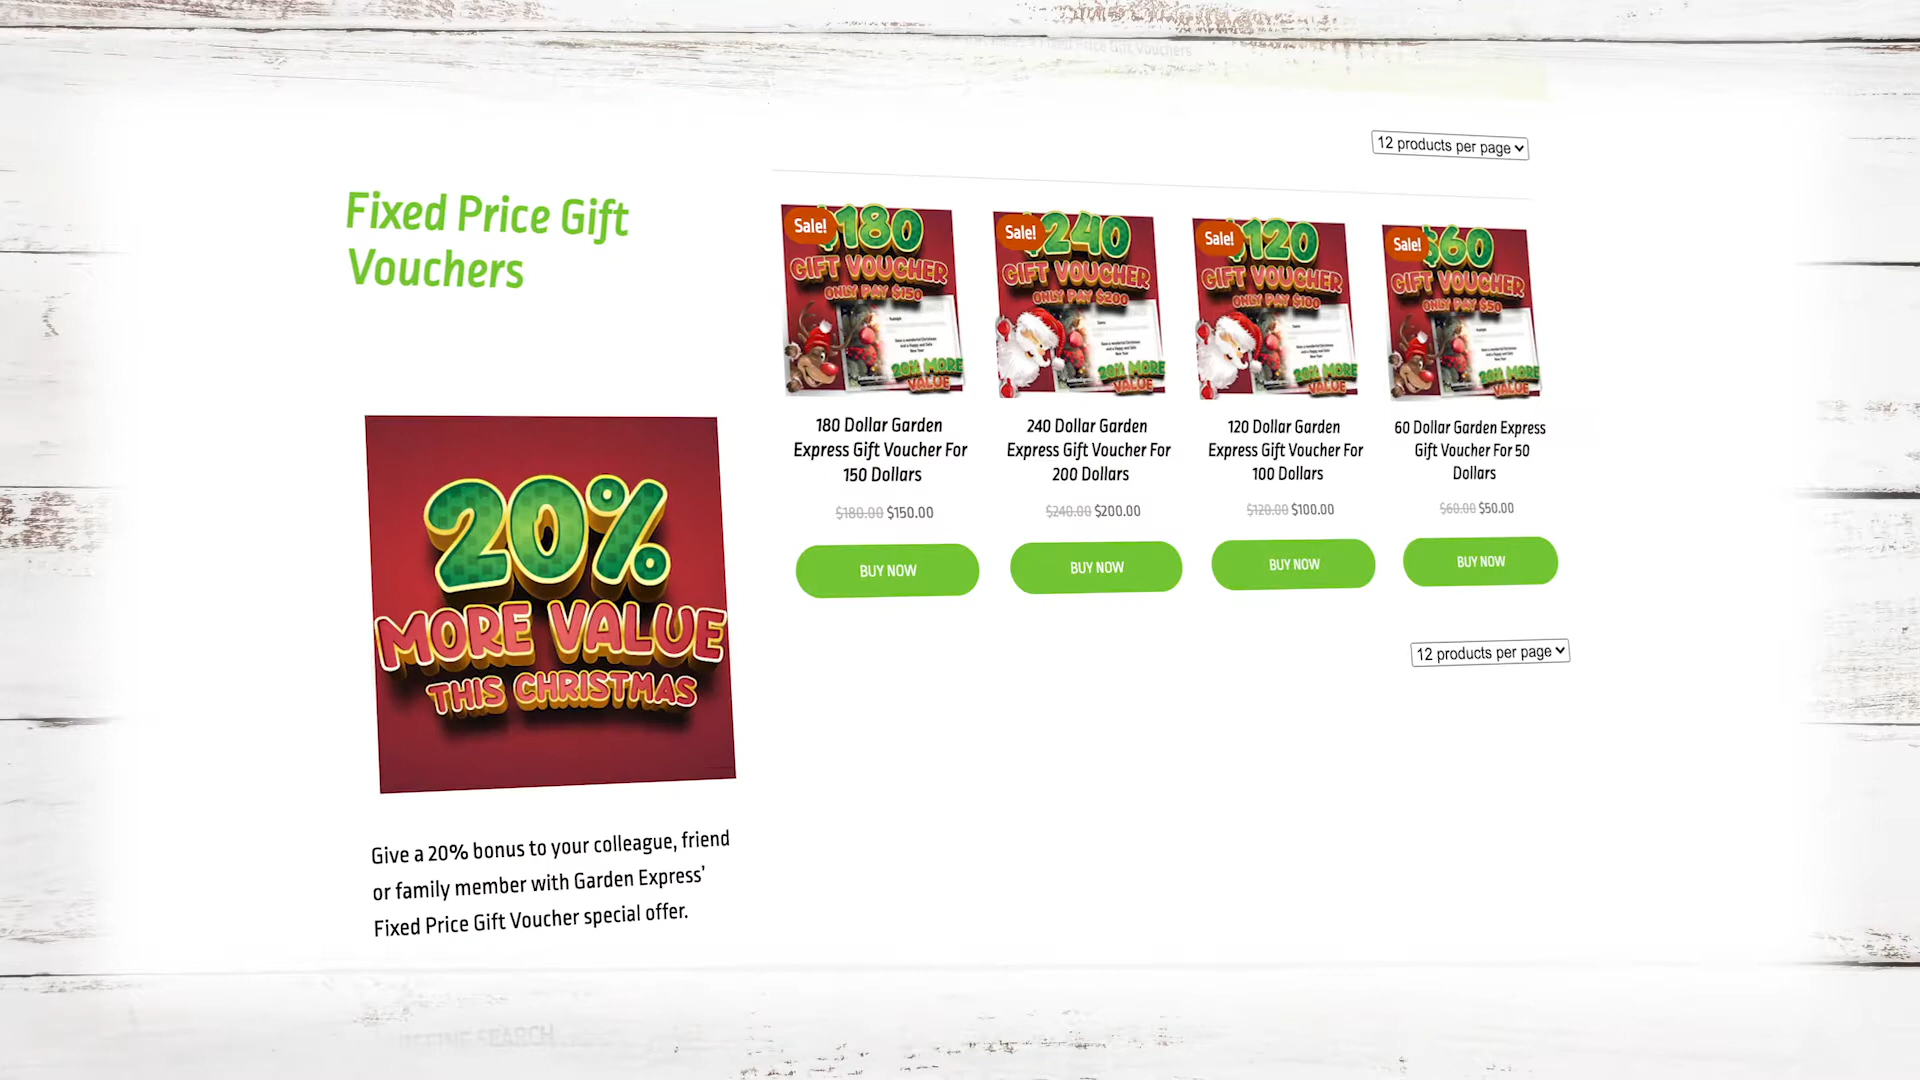 Fixed Price Gift Vouchers
12 products per page
Fixed Price Gift
Vouchers
Sale!
$180
GIFT VOUCHER
ONLY PAY $150
20% MORE
VALUE
Sale!
$240
GIFT VOUCHER
ONLY PAY $200
20% MORE
VALUE
Sale!
$120
GIFT VOUCHER
ONLY PAY $100
20% MORE
VALUE
Sale!
$60
GIFT VOUCHER
ONLY PAY $50
20% MORE
VALUE
180 Dollar Garden
Express Gift Voucher For
150 Dollars
$180.00 $150.00
BUY NOW
240 Dollar Garden
Express Gift Voucher For
200 Dollars
$240.00 $200.00
BUY NOW
120 Dollar Garden
Express Gift Voucher For
100 Dollars
$120.00 $100.00
BUY NOW
60 Dollar Garden Express
Gift Voucher For 50
Dollars
$60.00 $50.00
BUY NOW
12 products per page
20%
MORE VALUE
THIS CHRISTMAS
Give a 20% bonus to your colleague, friend
or family member with Garden Express'
Fixed Price Gift Voucher special offer.
REFINE SEARCH